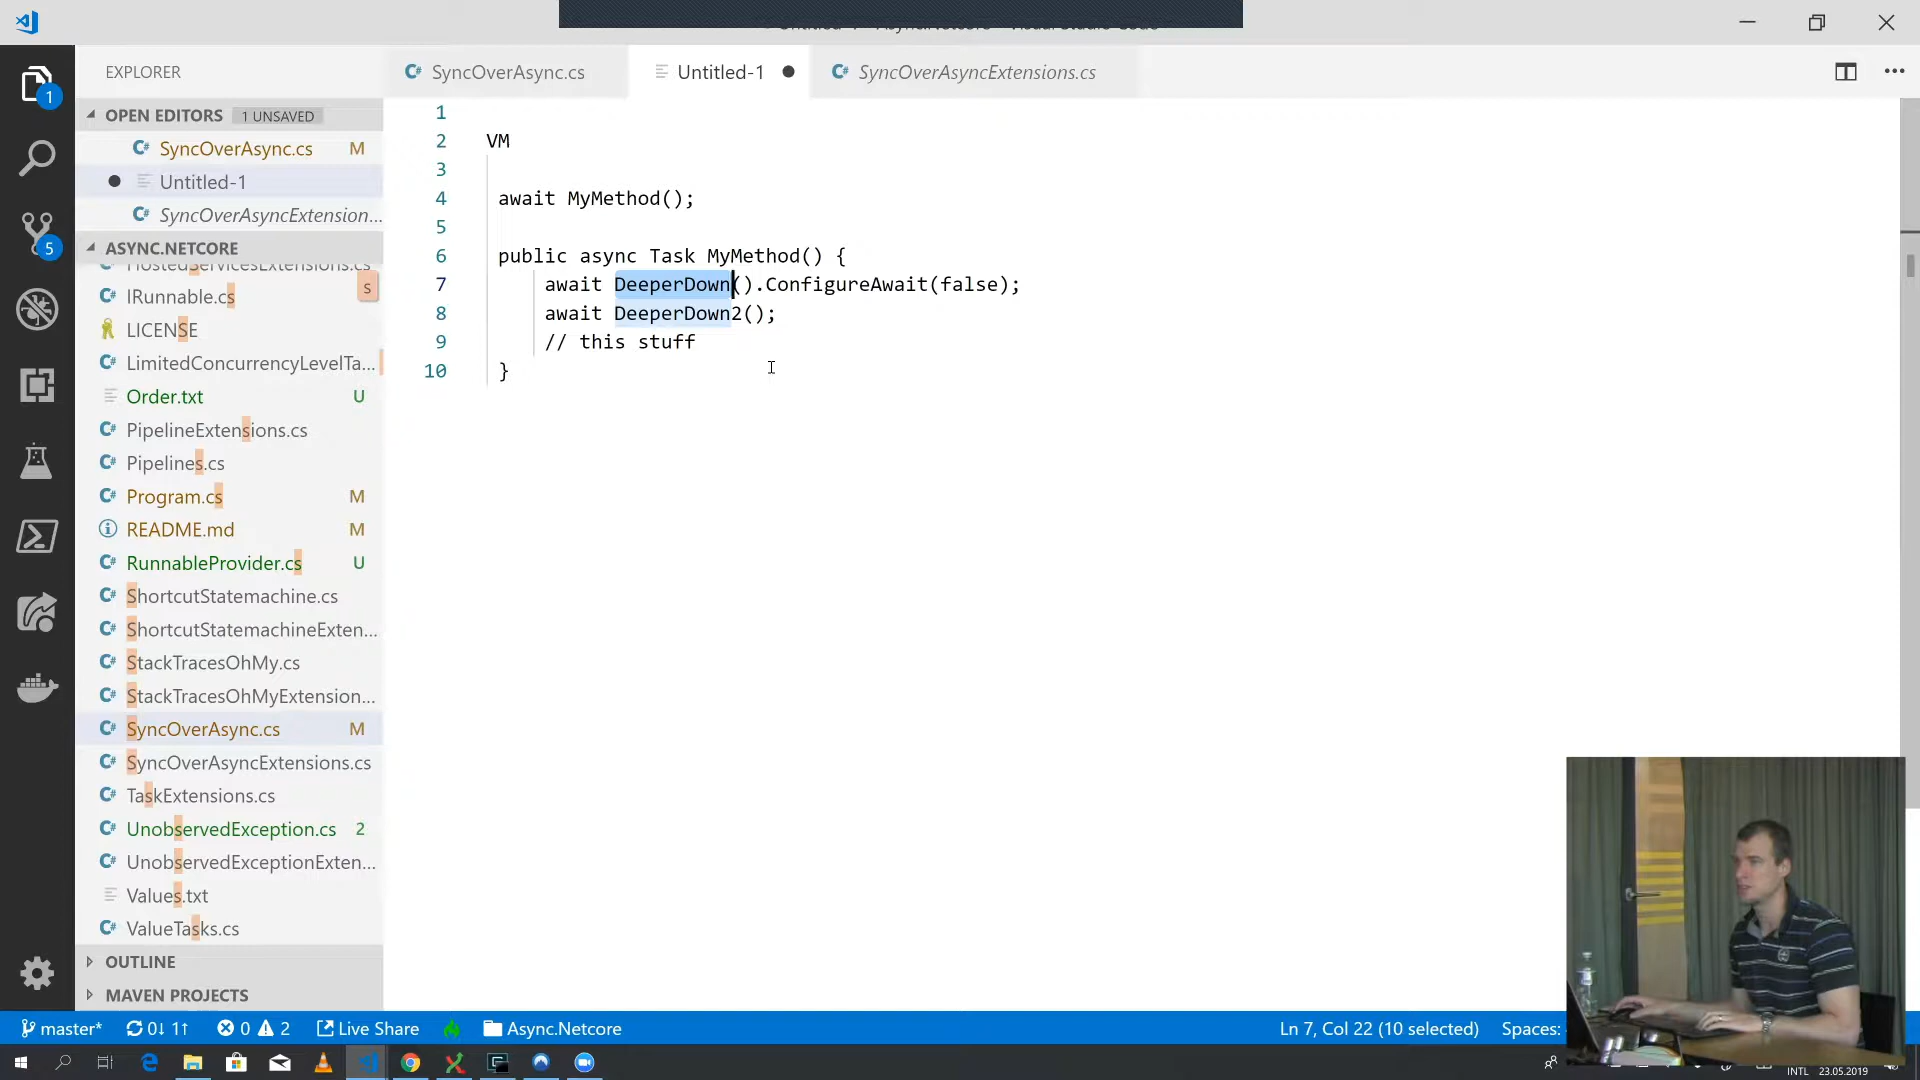 EXPLORER
SyncOverAsync.cs
Untitled-1
SyncOverAsyncExtensions.cs
OPEN EDITORS 1 UNSAVED
SyncOverAsync.cs M
Untitled-1
SyncOverAsyncExtension...
ASYNC.NETCORE
HostedServicesExtensions.cs
IRunnable.cs
s
LICENSE
LimitedConcurrencyLevelTa...
Order.txt U
PipelineExtensions.cs
Pipelines.cs
Program.cs M
README.md M
RunnableProvider.cs U
ShortcutStatemachine.cs
ShortcutStatemachineExten...
StackTracesOhMy.cs
StackTracesOhMyExtension...
SyncOverAsync.cs M
SyncOverAsyncExtensions.cs
TaskExtensions.cs
UnobservedException.cs 2
UnobservedExceptionExten...
Values.txt
ValueTasks.cs
OUTLINE
MAVEN PROJECTS
1
5
1
2 VM
3
4 await MyMethod();
5
6 public async Task MyMethod() {
7 await DeeperDown().ConfigureAwait(false);
8 await DeeperDown2();
9 // this stuff
10 }
master* 0↓ 1↑ 0 2 Live Share Async.Netcore Ln 7, Col 22 (10 selected) Spaces:
INTL 23.05.2019